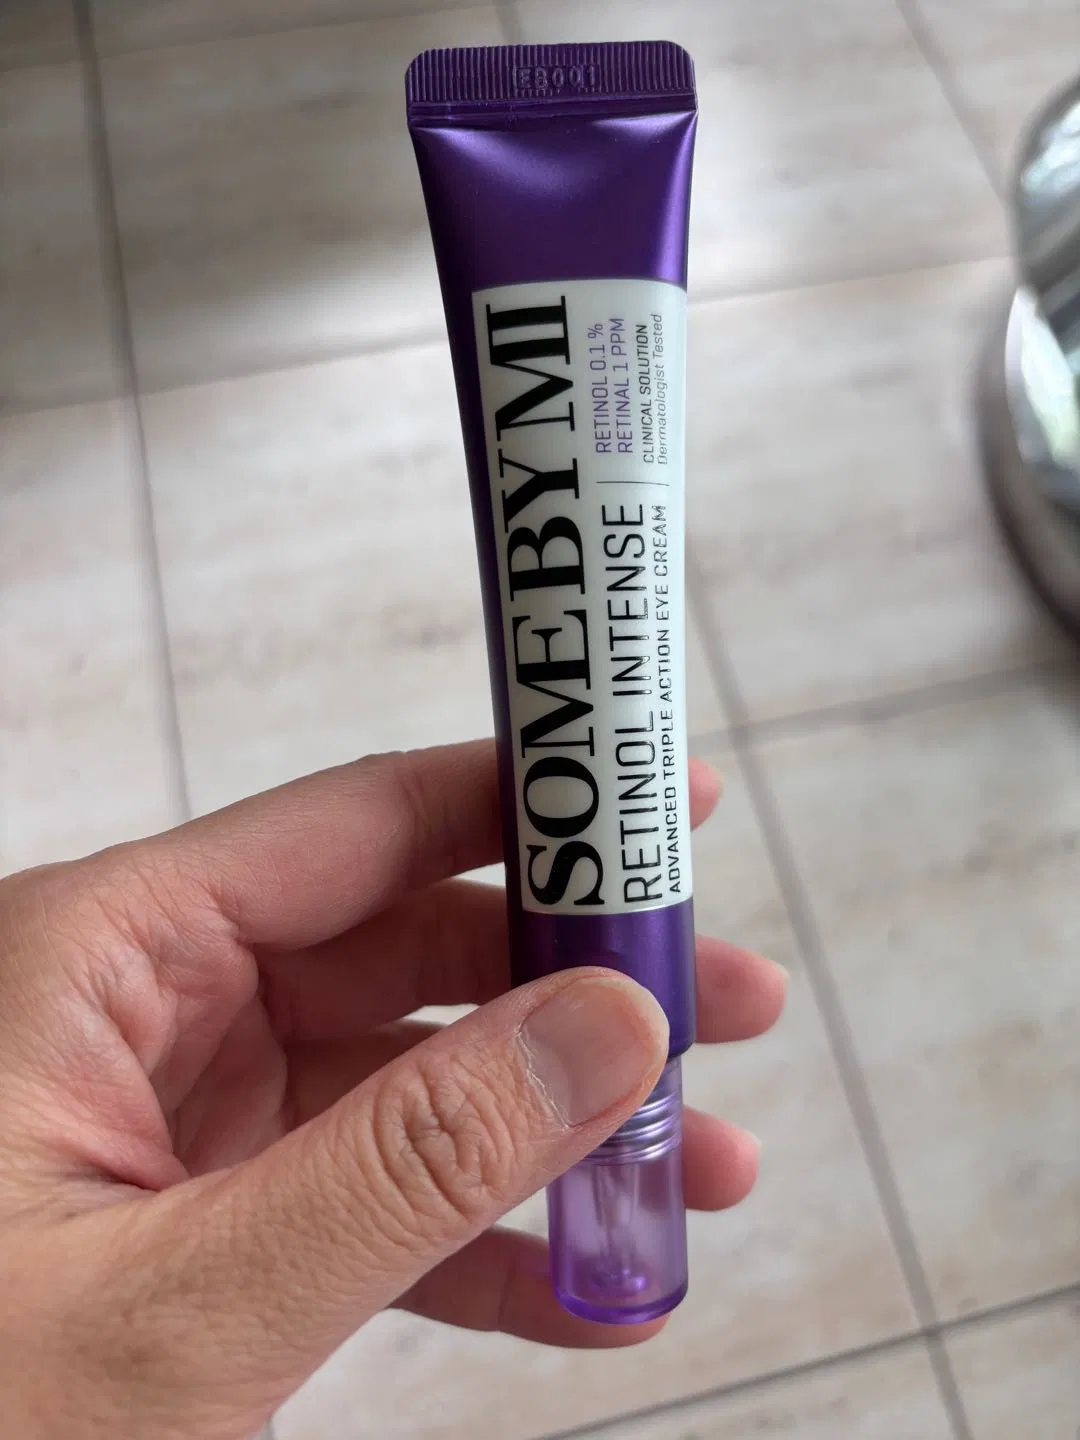 E8001
SOME BY MI
RETINOL INTENSE
ADVANCED TRIPLE ACTION EYE CREAM
RETINOL 0.1 %
RETINAL 1 PPM
CLINICAL SOLUTION
Dermatologist Tested